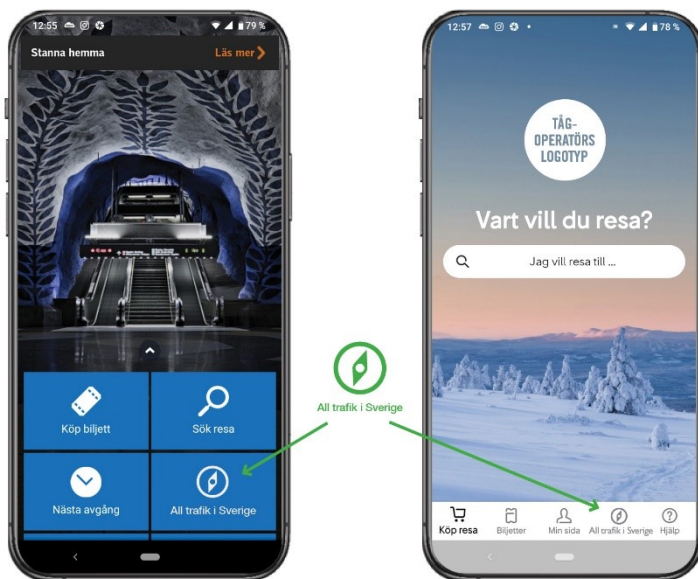 12:55
79 %
Stanna hemma
Läs mer
Köp biljett
Sök resa
Nästa avgång
All trafik i Sverige
All trafik i Sverige
12:57
78 %
TÅG-
OPERATÖRS
LOGOTYP
Vart vill du resa?
Jag vill resa till ...
Köp resa
Biljetter
Min sida
All trafik i Sverige
Hjälp